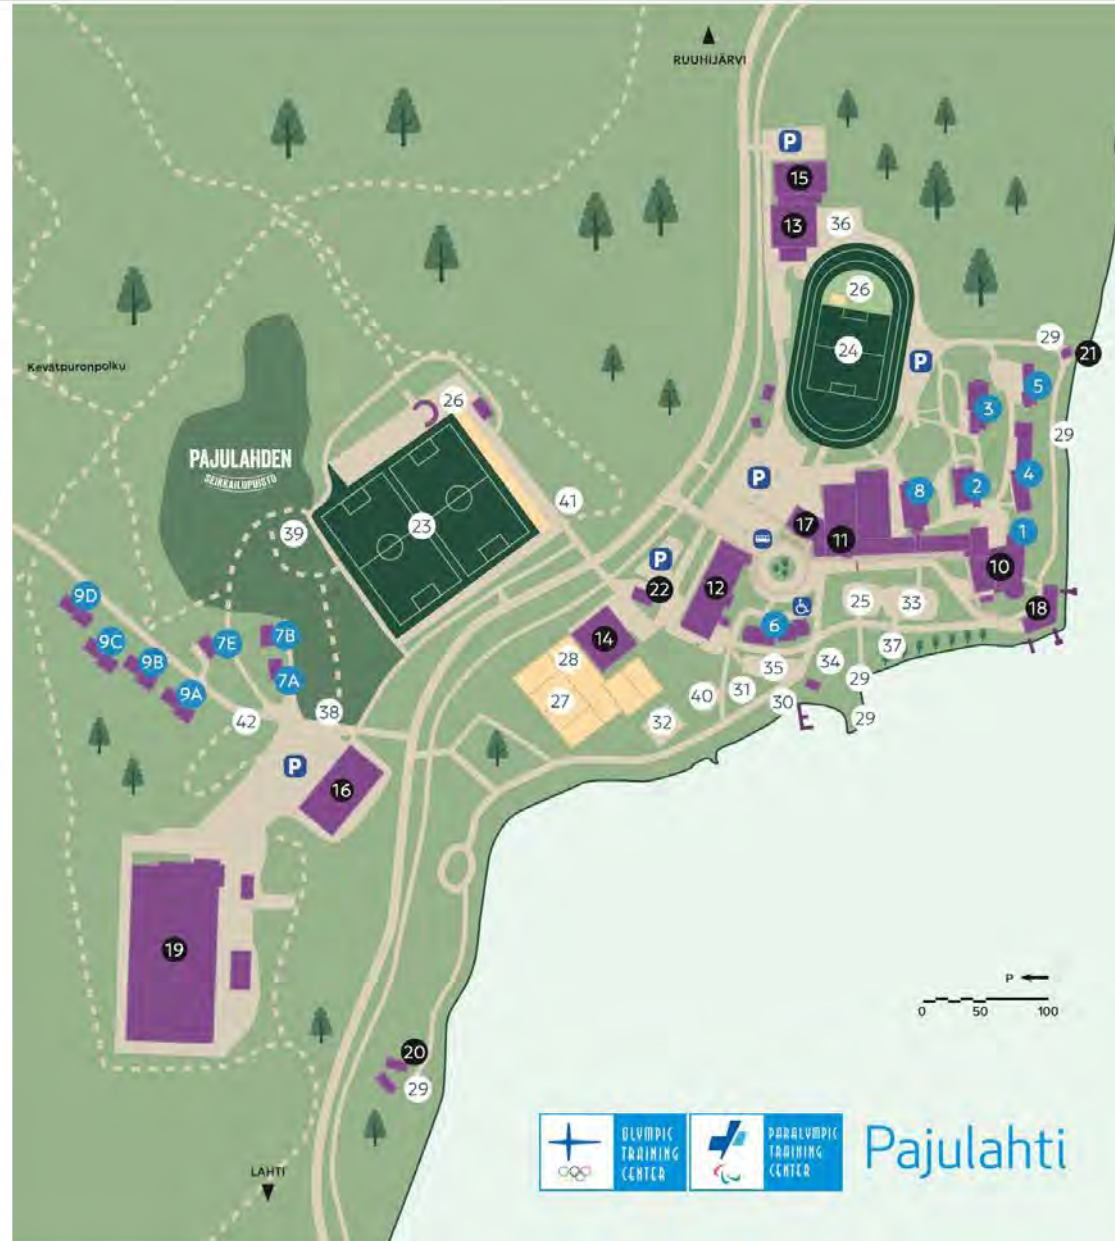 RUUHIJÄRVI
P
15
13
36
26
24
P
29
21
5
3
29
4
2
8
1
Kevätpuronpolku
26
PAJULAHDEN
SEIKKAILUPUISTO
41
23
39
P
17
11
10
P
22
12
18
25
33
6
37
14
28
27
35
34
29
40
31
30
29
32
9D
9C
9B
9A
7E
7B
7A
42
38
P
16
19
P
0 50 100
20
29
LAHTI
OLYMPIC
TRAINING
CENTER
PARALYMPIC
TRAINING
CENTER
Pajulahti